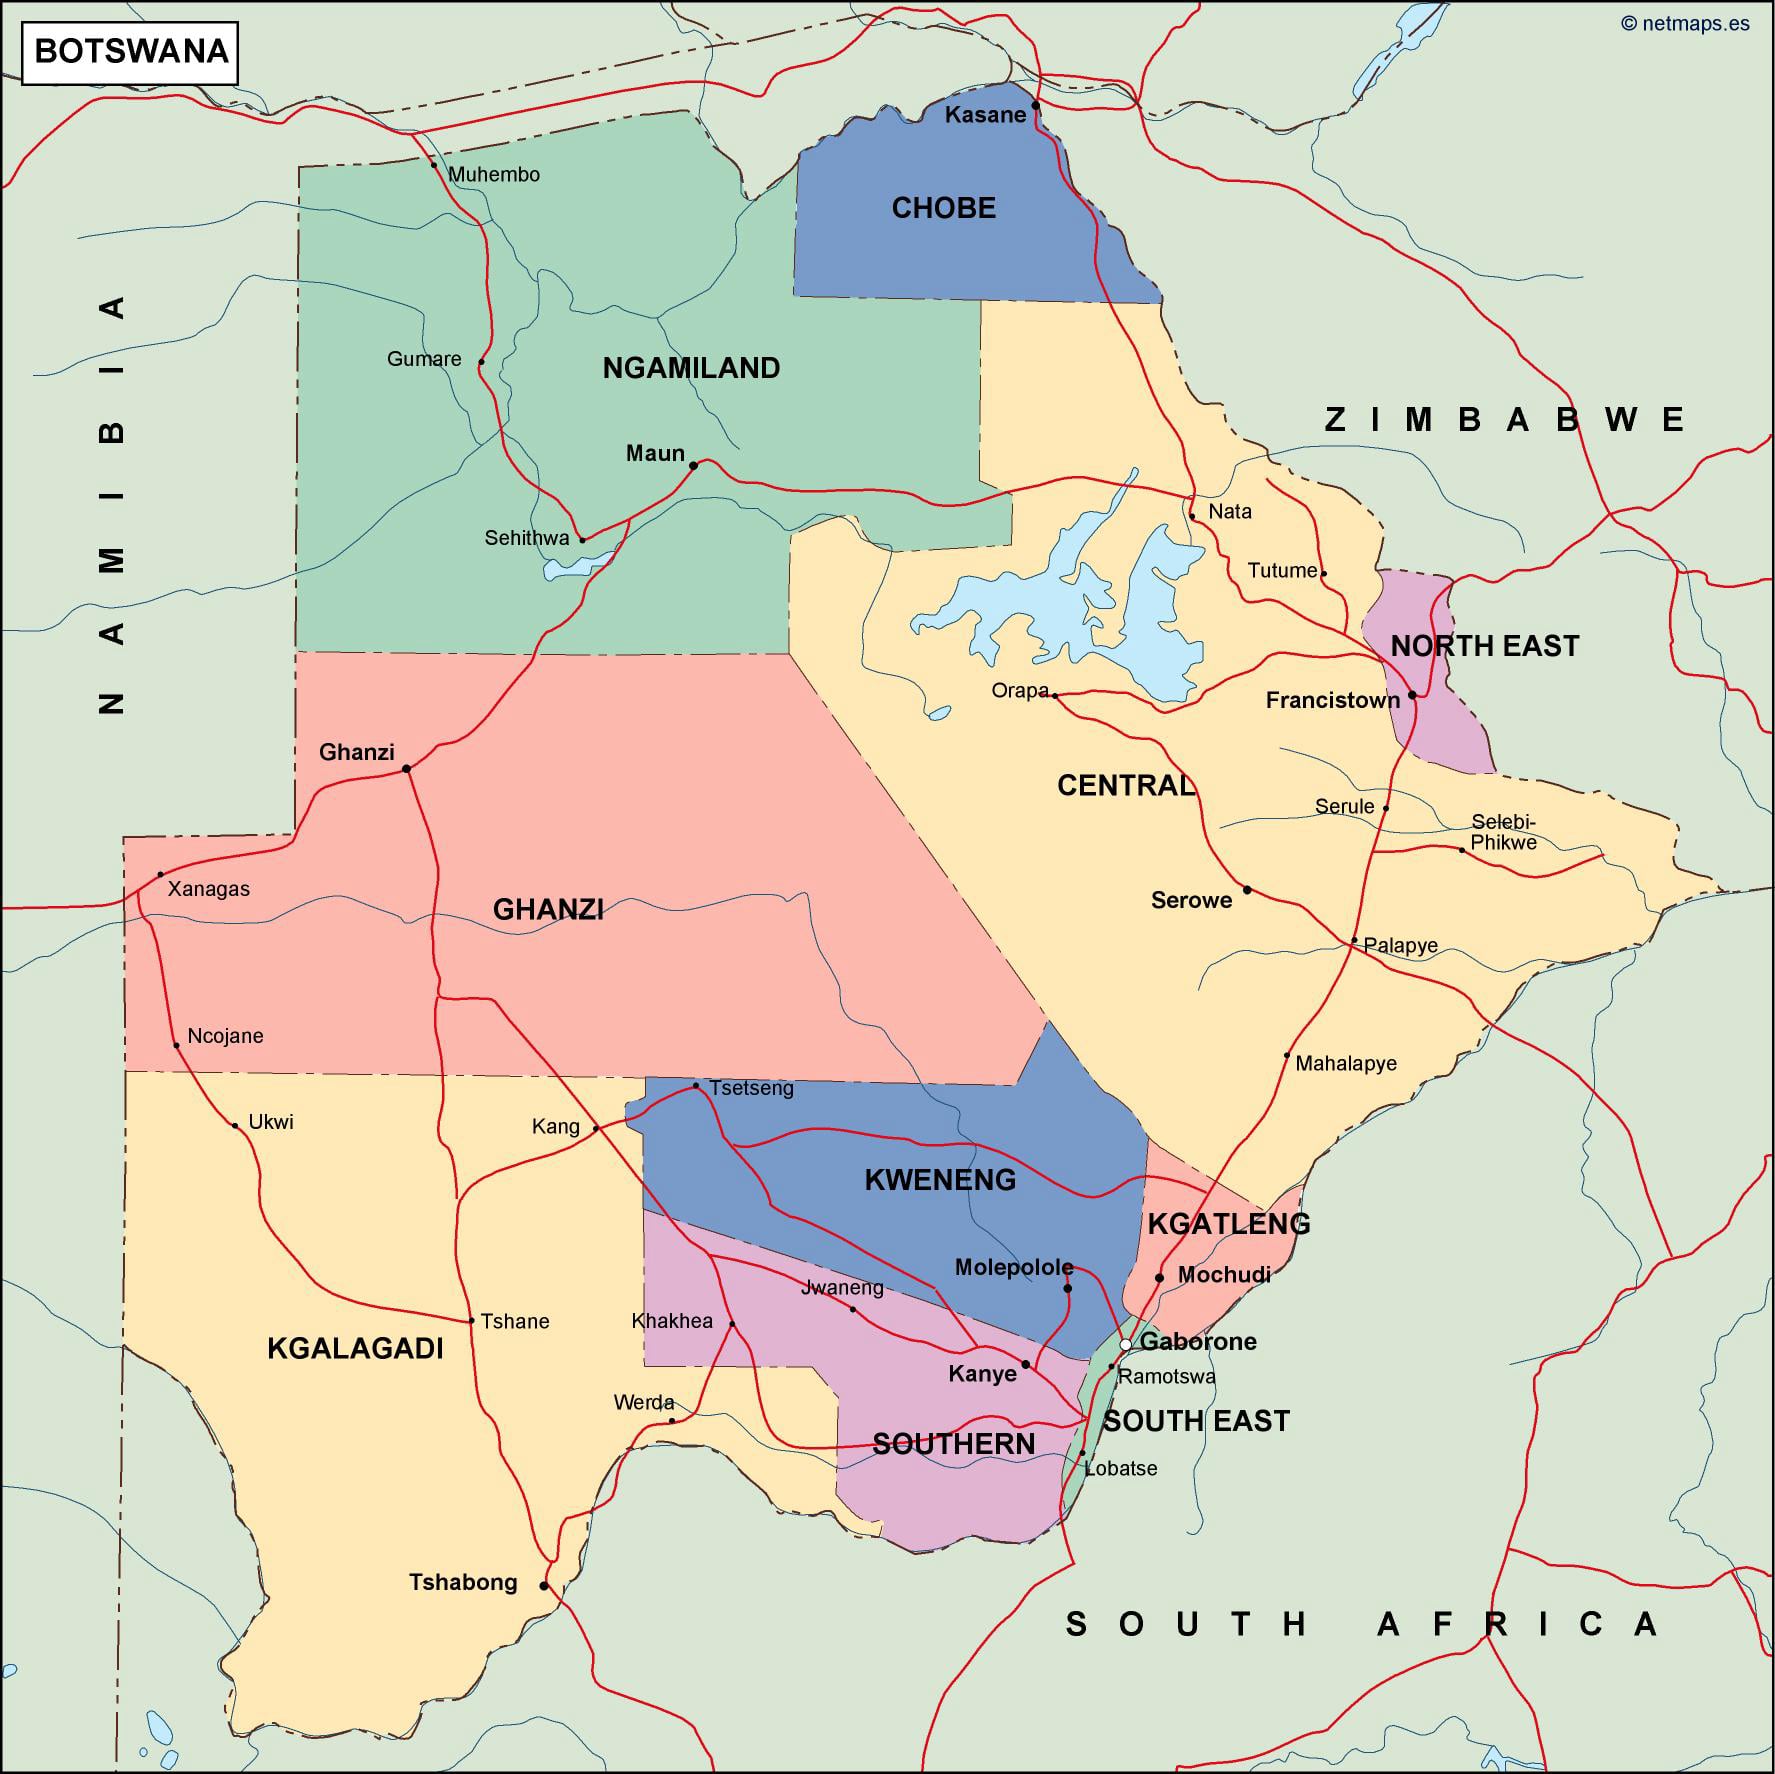 BOTSWANA
© netmaps.es
Kasane
Muhembo
CHOBE
NAMIBIA
Gumare
NGAMILAND
ZIMBABWE
Maun
Nata
Sehithwa
Tutume
NORTH EAST
Orapa
Francistown
Ghanzi
CENTRAL
Serule
Selebi-
Phikwe
Xanagas
GHANZI
Serowe
Palapye
Ncojane
Mahalapye
Tsetseng
Ukwi
Kang
KWENENG
KGATLENG
Molepolole
Mochudi
Jwaneng
Khakhea
Tshane
Gaborone
KGALAGADI
Kanye
Ramotswa
Werda
SOUTH EAST
SOUTHERN
Lobatse
Tshabong
SOUTH AFRICA